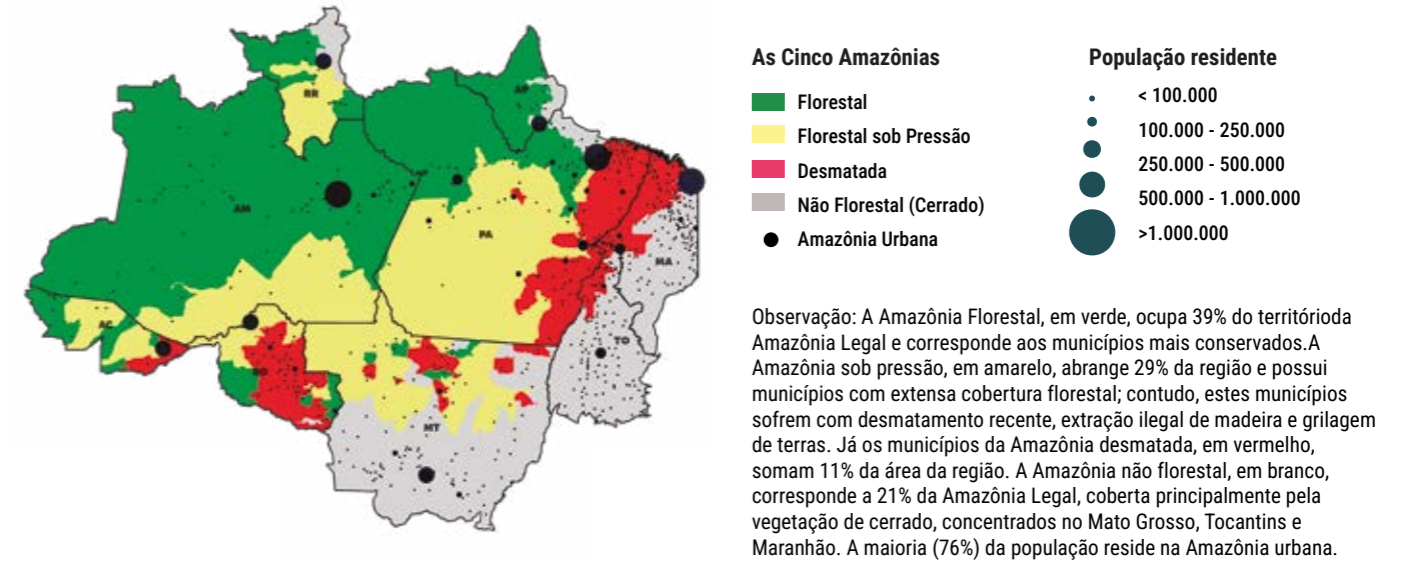 RR
AP
AM
PA
MA
AC
TO
RO
MT
As Cinco Amazônias
Florestal
Florestal sob Pressão
Desmatada
Não Florestal (Cerrado)
Amazônia Urbana
População residente
< 100.000
100.000 - 250.000
250.000 - 500.000
500.000 - 1.000.000
>1.000.000
Observação: A Amazônia Florestal, em verde, ocupa 39% do territórioda
Amazônia Legal e corresponde aos municípios mais conservados.A
Amazônia sob pressão, em amarelo, abrange 29% da região e possui
municípios com extensa cobertura florestal; contudo, estes municípios
sofrem com desmatamento recente, extração ilegal de madeira e grilagem
de terras. Já os municípios da Amazônia desmatada, em vermelho,
somam 11% da área da região. A Amazônia não florestal, em branco,
corresponde a 21% da Amazônia Legal, coberta principalmente pela
vegetação de cerrado, concentrados no Mato Grosso, Tocantins e
Maranhão. A maioria (76%) da população reside na Amazônia urbana.